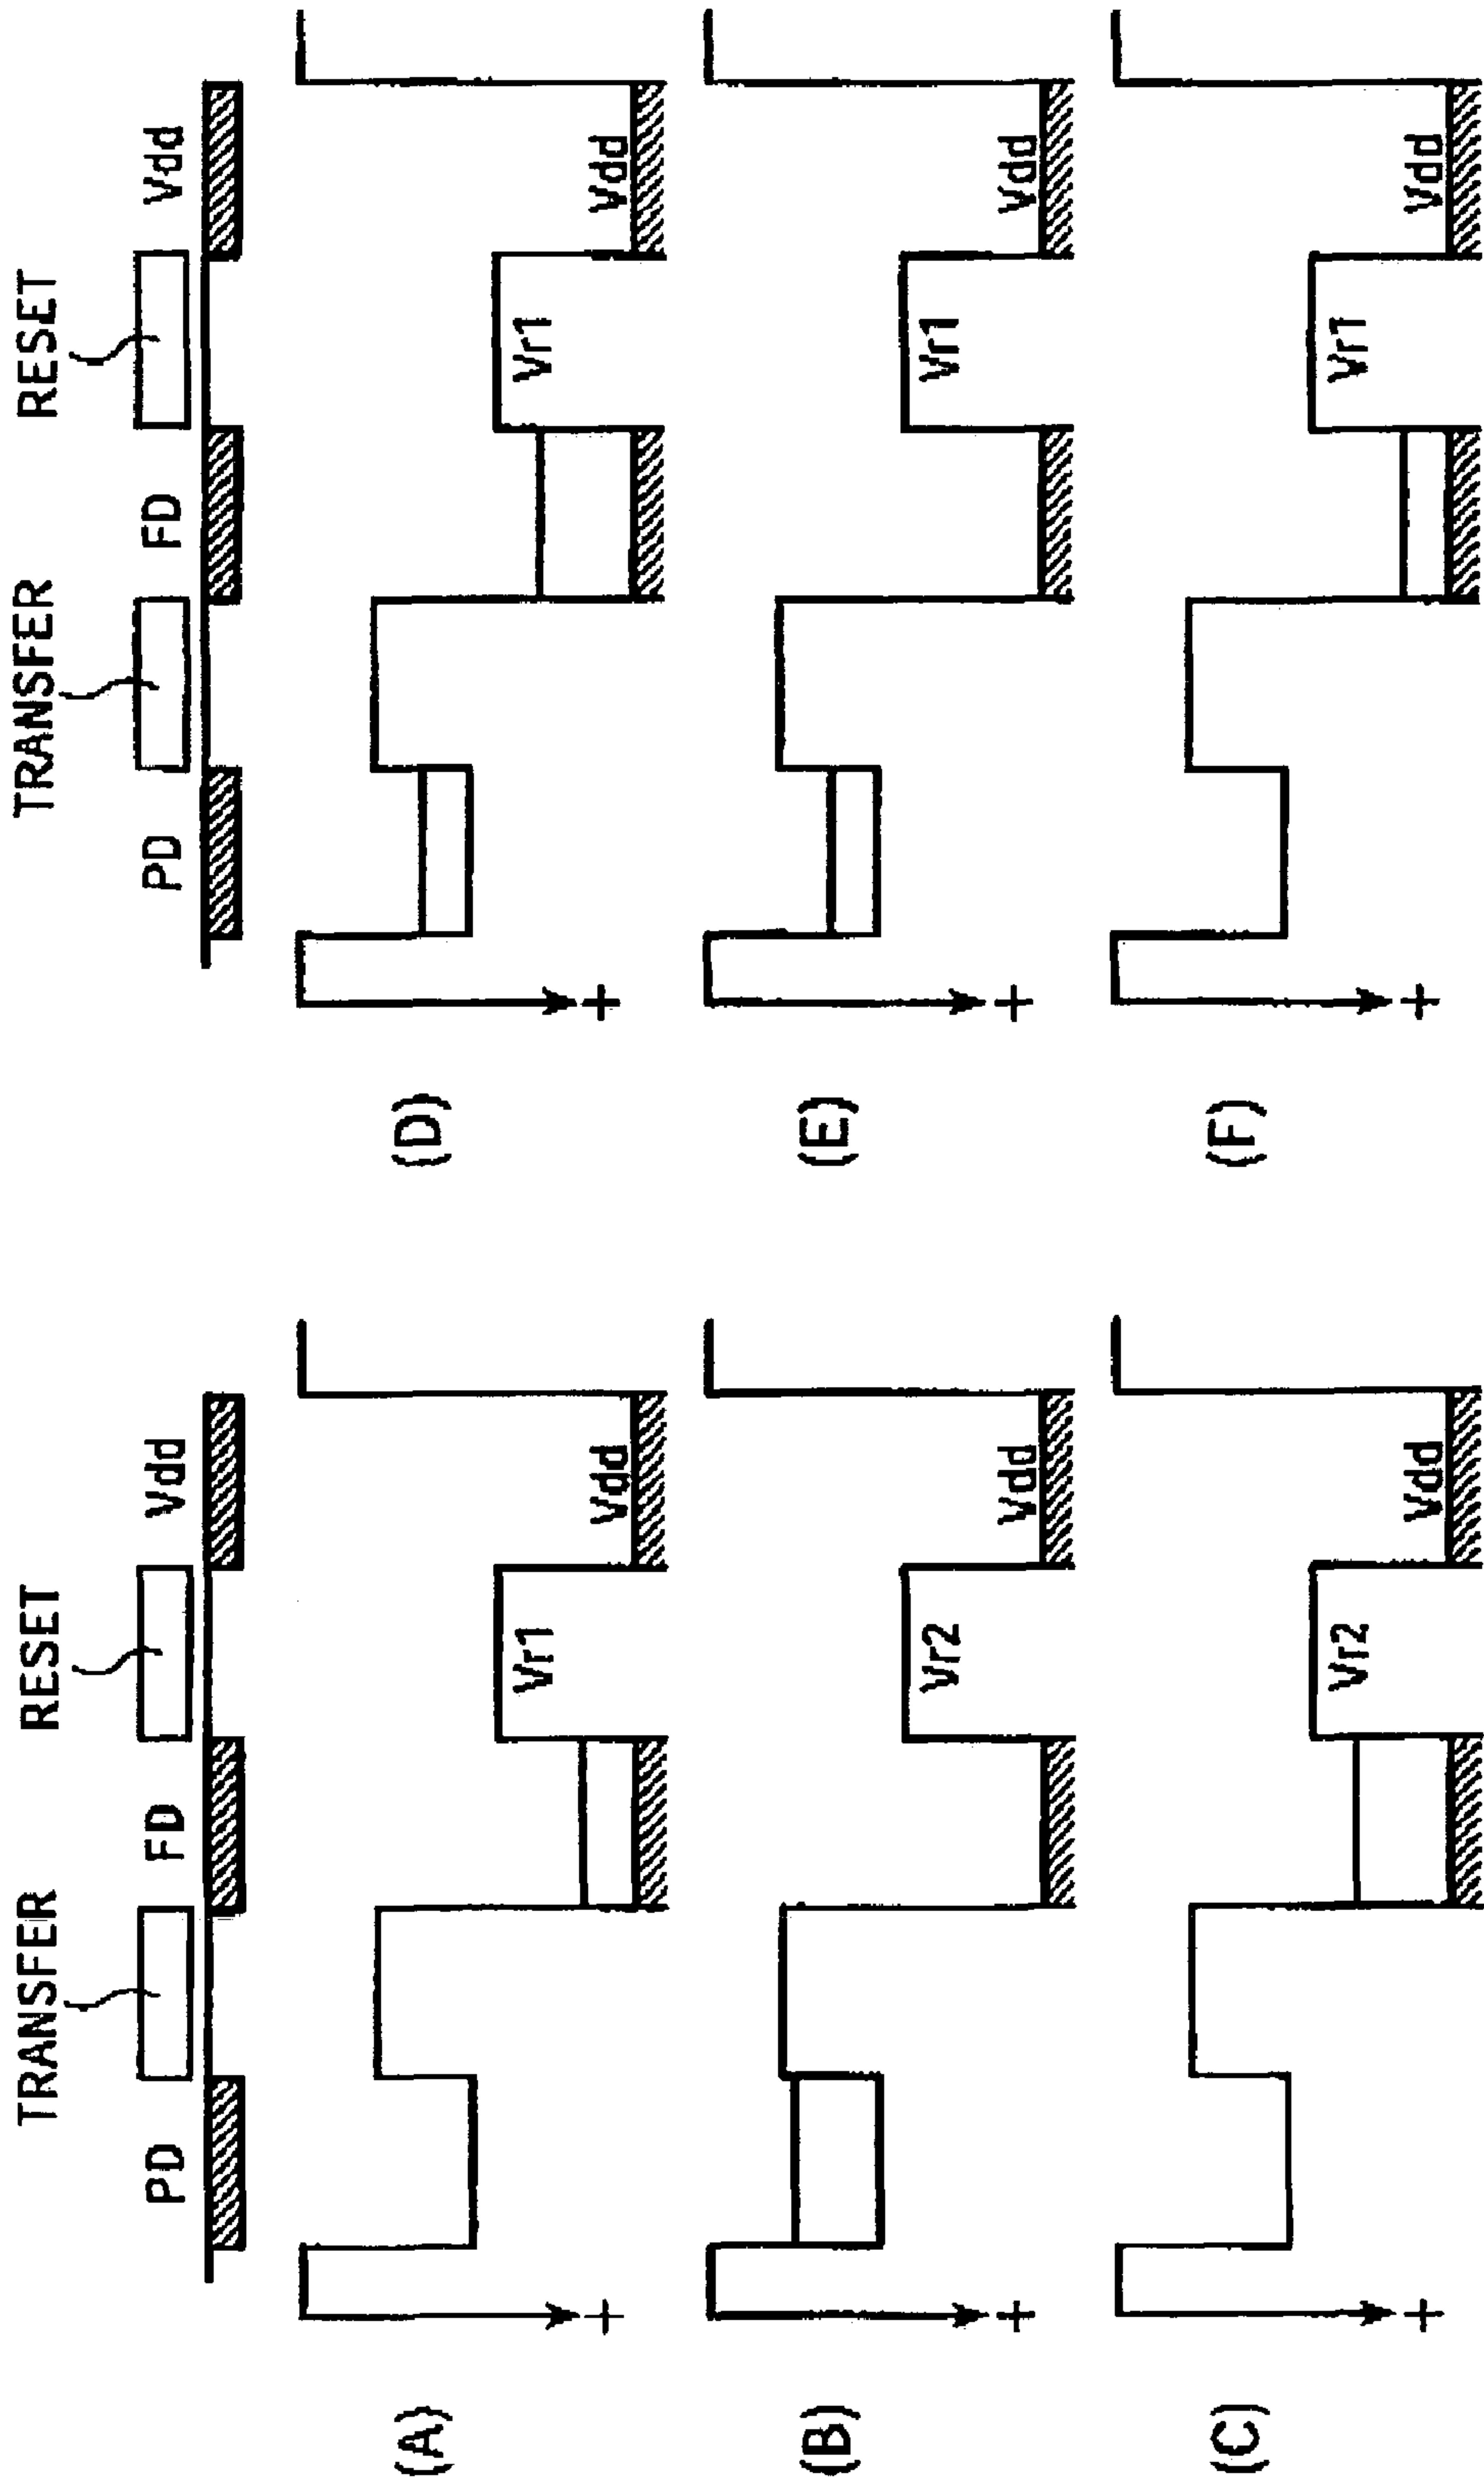 TRANSFER RESET
PD FD Vdd
(A) Vr1 Vdd
+
(B) Vr2 Vdd
+
(C) Vr2 Vdd
+
TRANSFER RESET
PD FD Vdd
(D) Vr1 Vdd
+
(E) Vr1 Vdd
+
(F) Vr1 Vdd
+